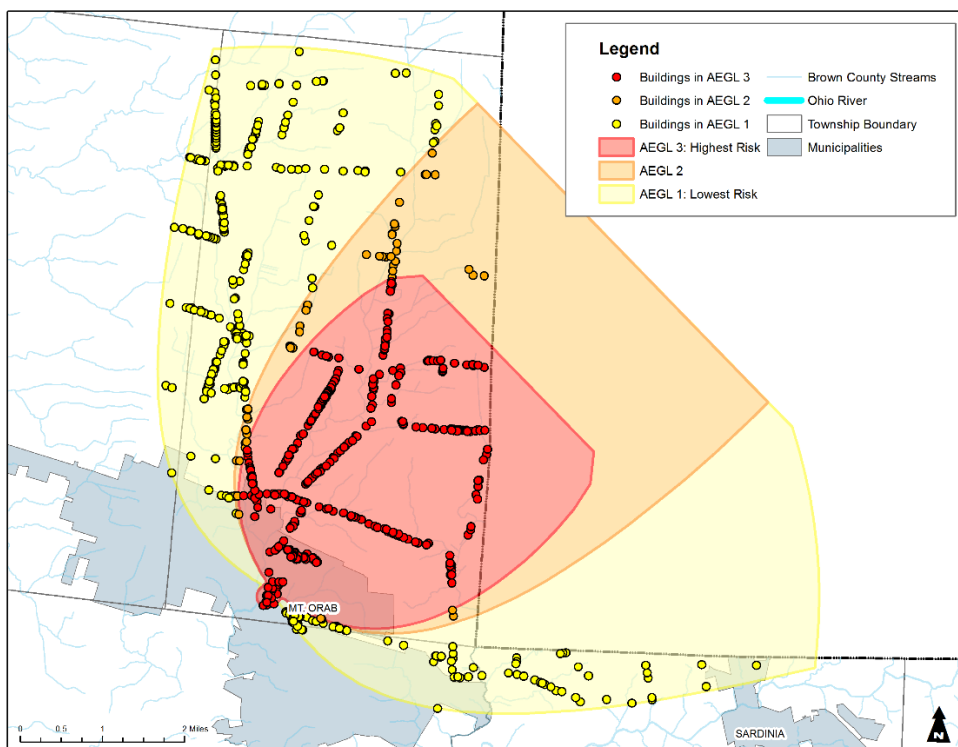 Legend
Buildings in AEGL 3
Buildings in AEGL 2
Buildings in AEGL 1
AEGL 3: Highest Risk
AEGL 2
AEGL 1: Lowest Risk
Brown County Streams
Ohio River
Township Boundary
Municipalities
MT. ORAB
0 0.5 1 2 Miles
SARDINIA
N